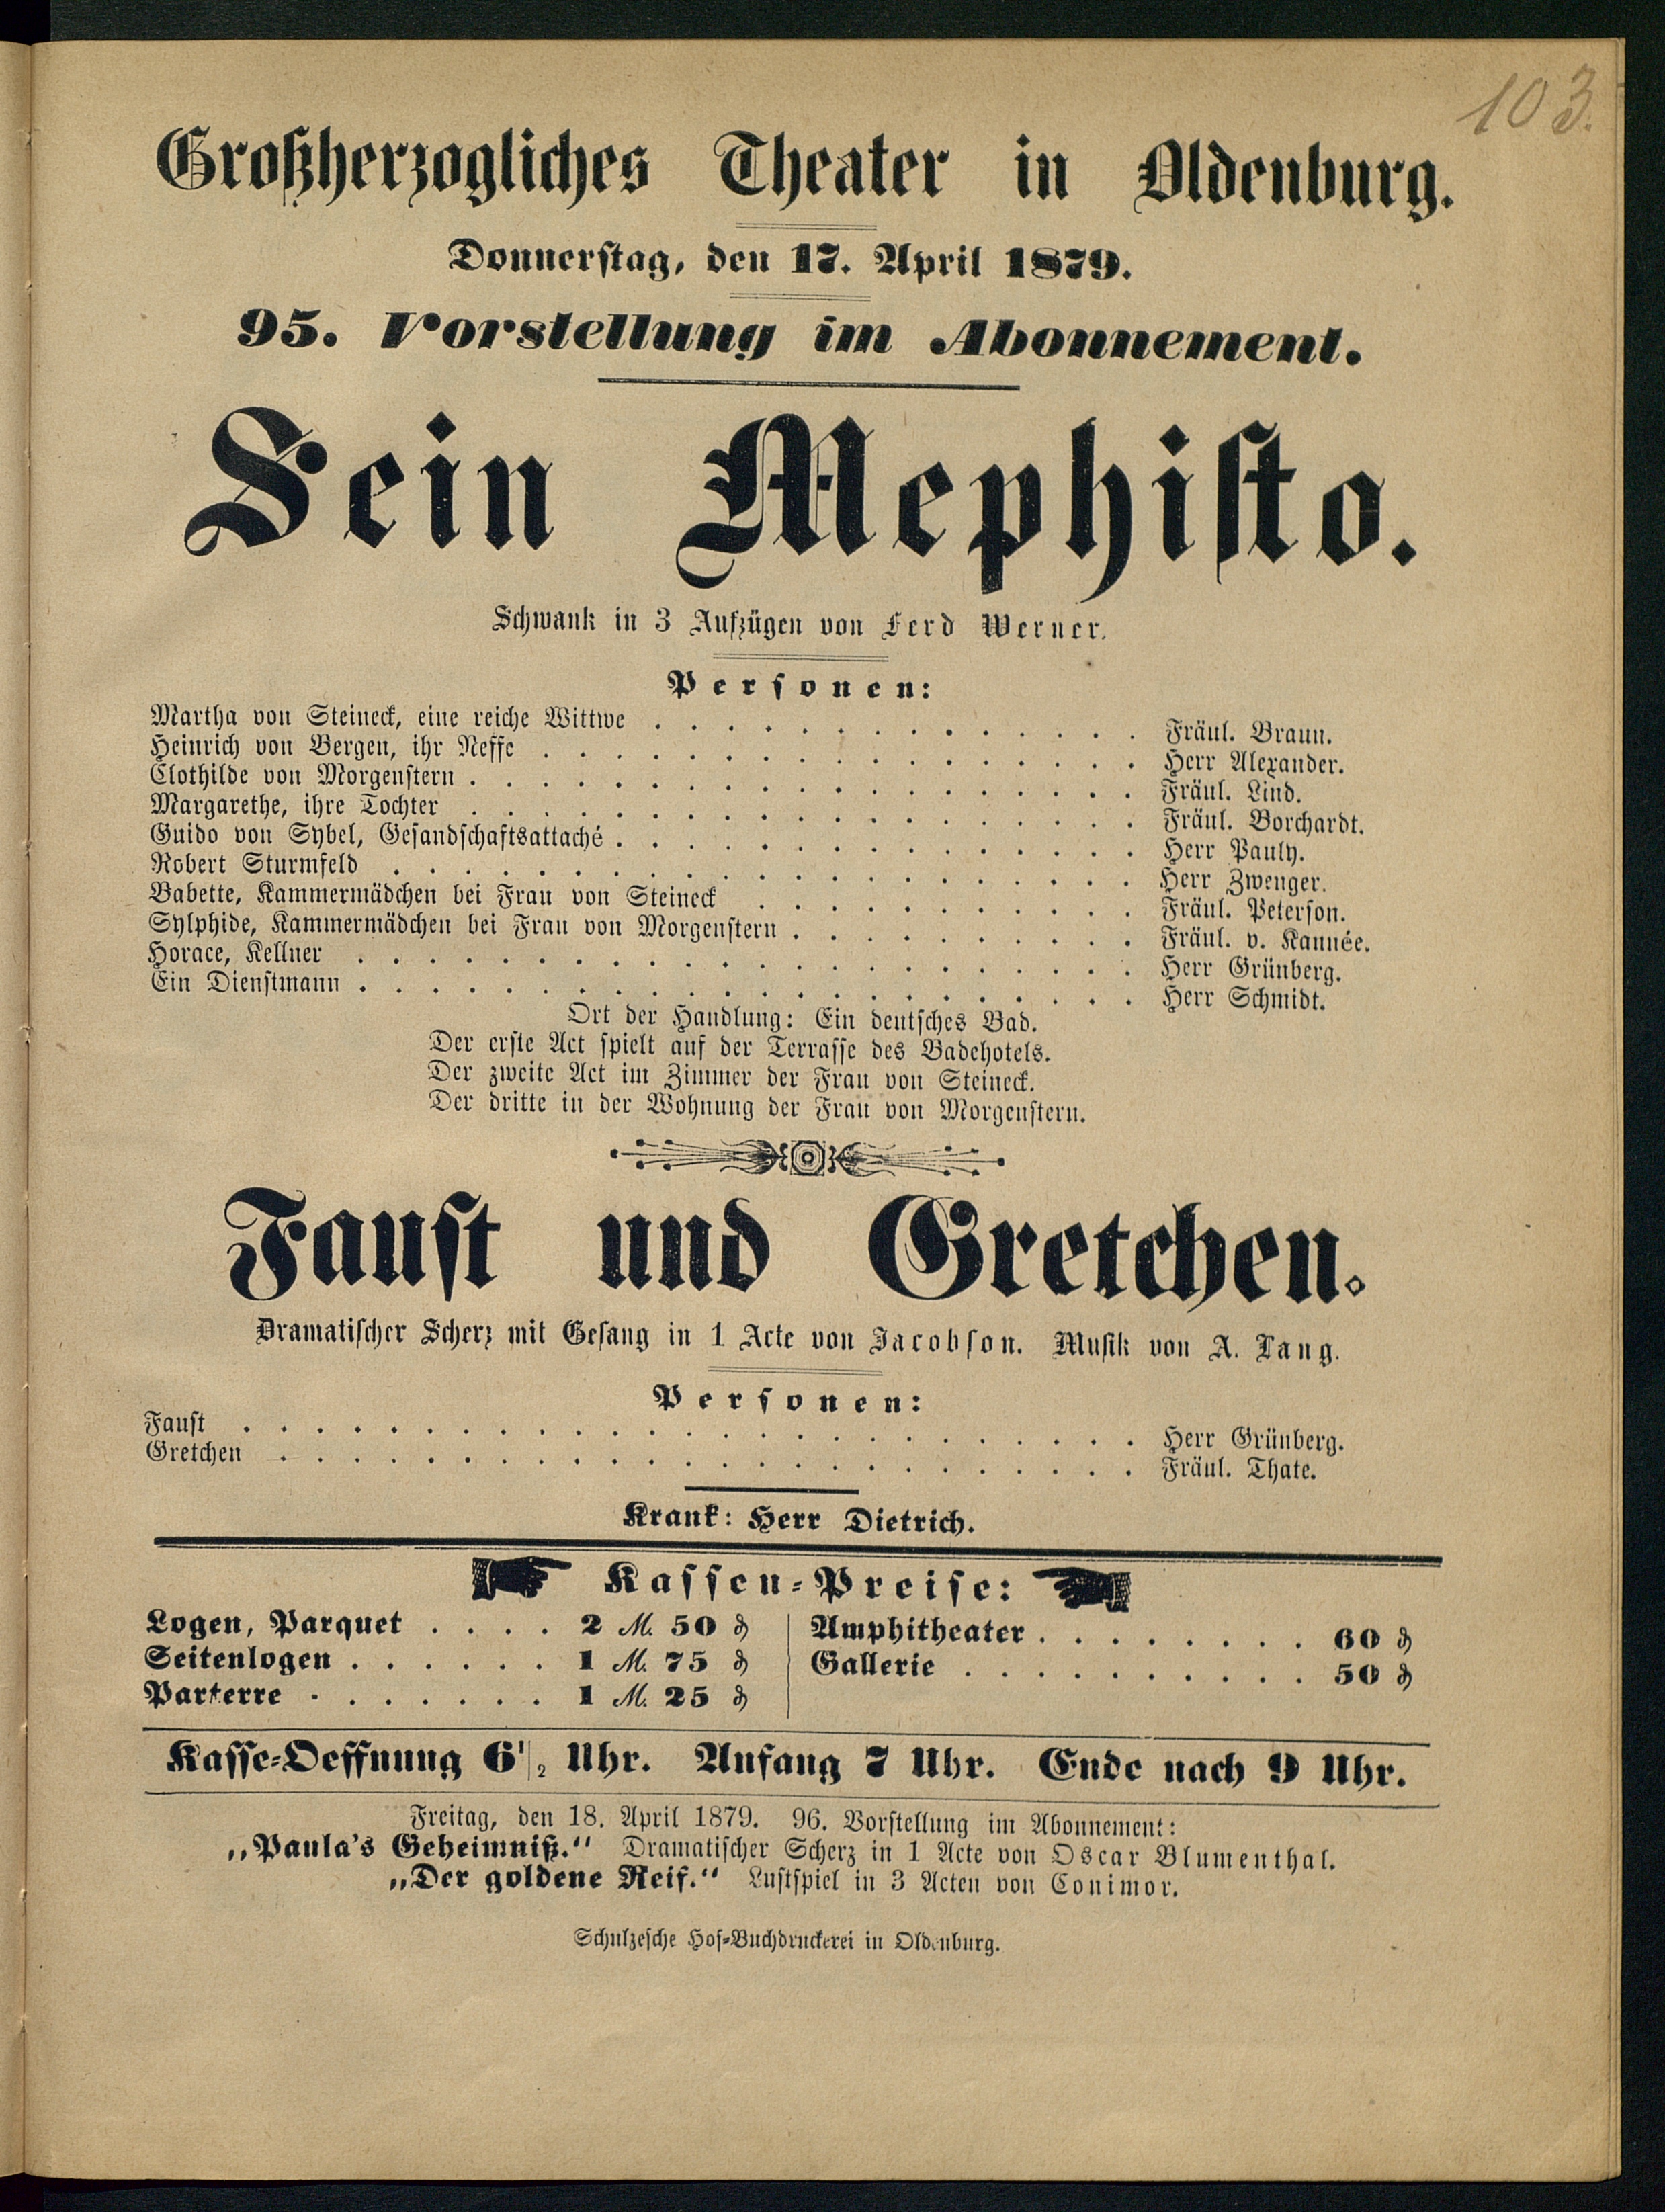 103.
Großherzogliches Theater in Oldenburg.
Donnerstag, den 17. April 1879.
95. Vorstellung im Abonnement.
Sein Mephisto.
Schwank in 3 Aufzügen von Ferd Werner.
Personen:
Martha von Steineck, eine reiche Wittwe . . . . . . . . . . . . . Fräul. Braun.
Heinrich von Bergen, ihr Neffe . . . . . . . . . . . . . . . . Herr Alexander.
Clothilde von Morgenstern . . . . . . . . . . . . . . . . . . Fräul. Lind.
Margarethe, ihre Tochter . . . . . . . . . . . . . . . . . . Fräul. Borchardt.
Guido von Sybel, Gesandschaftsattaché . . . . . . . . . . . . . . Herr Pauly.
Robert Sturmfeld . . . . . . . . . . . . . . . . . . . . Herr Zwenger.
Babette, Kammermädchen bei Frau von Steineck . . . . . . . . . . . Fräul. Peterson.
Sylphide, Kammermädchen bei Frau von Morgenstern . . . . . . . . . . Fräul. v. Kannée.
Horace, Kellner . . . . . . . . . . . . . . . . . . . . . Herr Grünberg.
Ein Dienstmann . . . . . . . . . . . . . . . . . . . . . Herr Schmidt.
Ort der Handlung: Ein deutsches Bad.
Der erste Act spielt auf der Terrasse des Badehotels.
Der zweite Act im Zimmer der Frau von Steineck.
Der dritte in der Wohnung der Frau von Morgenstern.
Faust und Gretchen.
Dramatischer Scherz mit Gesang in 1 Acte von Jacobson. Musik von A. Lang.
Personen:
Faust . . . . . . . . . . . . . . . . . . . . . . . . Herr Grünberg.
Gretchen . . . . . . . . . . . . . . . . . . . . . . . Fräul. Thate.
Krank: Herr Dietrich.
Kassen-Preise:
Logen, Parquet . . . . 2 M. 50 ₰
Seitenlogen . . . . . . 1 M. 75 ₰
Parterre . . . . . . . 1 M. 25 ₰
Amphitheater . . . . . . . . 60 ₰
Gallerie . . . . . . . . . . 50 ₰
Kasse-Oeffnung 6 1/2 Uhr. Anfang 7 Uhr. Ende nach 9 Uhr.
Freitag, den 18. April 1879. 96. Vorstellung im Abonnement:
„Paula's Geheimniß.“ Dramatischer Scherz in 1 Acte von Oscar Blumenthal.
„Der goldene Reif.“ Lustspiel in 3 Acten von Conimor.
Schulzesche Hof-Buchdruckerei in Oldenburg.